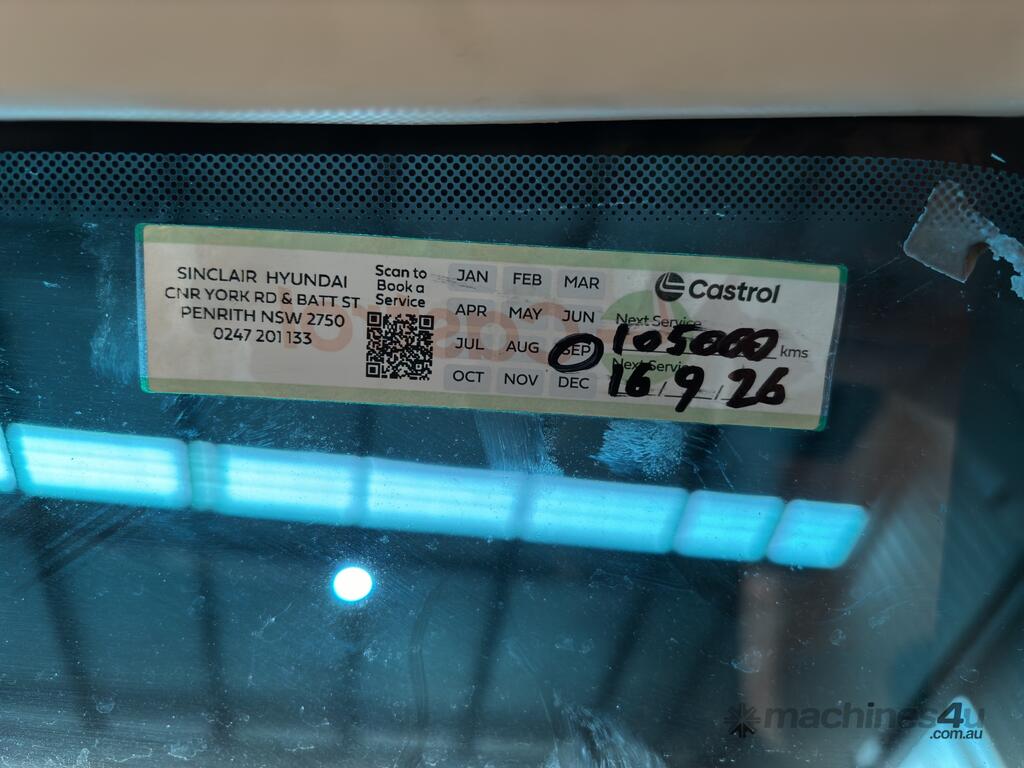 SINCLAIR HYUNDAI
CNR YORK RD & BATT ST
PENRITH NSW 2750
0247 201 133
Scan to
Book a
Service
JAN FEB MAR
APR MAY JUN
JUL AUG SEP
OCT NOV DEC
Castrol
Next Service
105000 kms
Next Service
16/9/26
Castrol
machines4u
.com.au